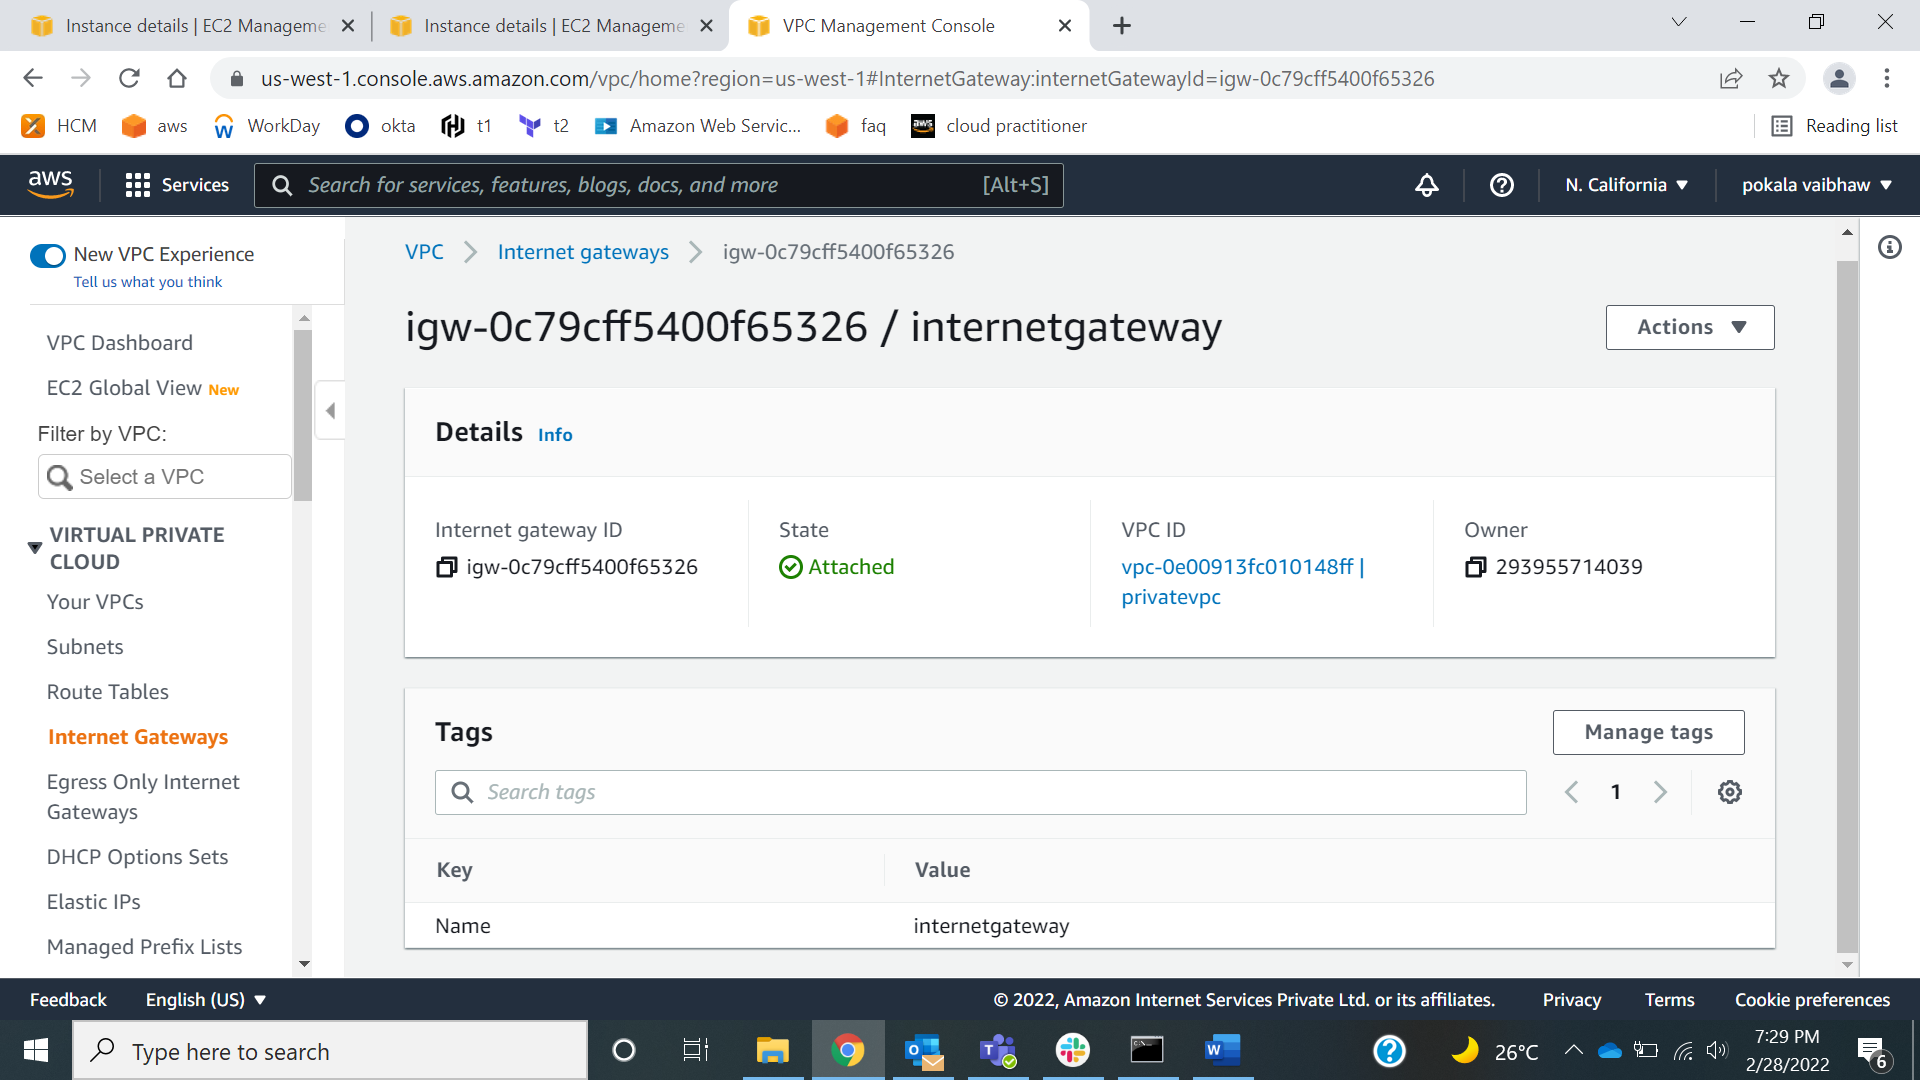 Instance details | EC2 Manageme
Instance details | EC2 Manageme
VPC Management Console
us-west-1.console.aws.amazon.com/vpc/home?region=us-west-1#InternetGateway:internetGatewayId=igw-0c79cff5400f65326
HCM
aws
WorkDay
okta
t1
t2
Amazon Web Servic...
faq
cloud practitioner
Reading list
aws
Services
Search for services, features, blogs, docs, and more
[Alt+S]
N. California
pokala vaibhaw
New VPC Experience
Tell us what you think
VPC Dashboard
EC2 Global View New
Filter by VPC:
Select a VPC
VIRTUAL PRIVATE
CLOUD
Your VPCs
Subnets
Route Tables
Internet Gateways
Egress Only Internet
Gateways
DHCP Options Sets
Elastic IPs
Managed Prefix Lists
VPC
Internet gateways
igw-0c79cff5400f65326
igw-0c79cff5400f65326 / internetgateway
Actions
Details Info
Internet gateway ID
igw-0c79cff5400f65326
State
Attached
VPC ID
vpc-0e00913fc010148ff |
privatevpc
Owner
293955714039
Tags
Manage tags
Search tags
1
Key
Value
Name
internetgateway
Feedback
English (US)
© 2022, Amazon Internet Services Private Ltd. or its affiliates.
Privacy
Terms
Cookie preferences
Type here to search
26°C
7:29 PM
2/28/2022
6